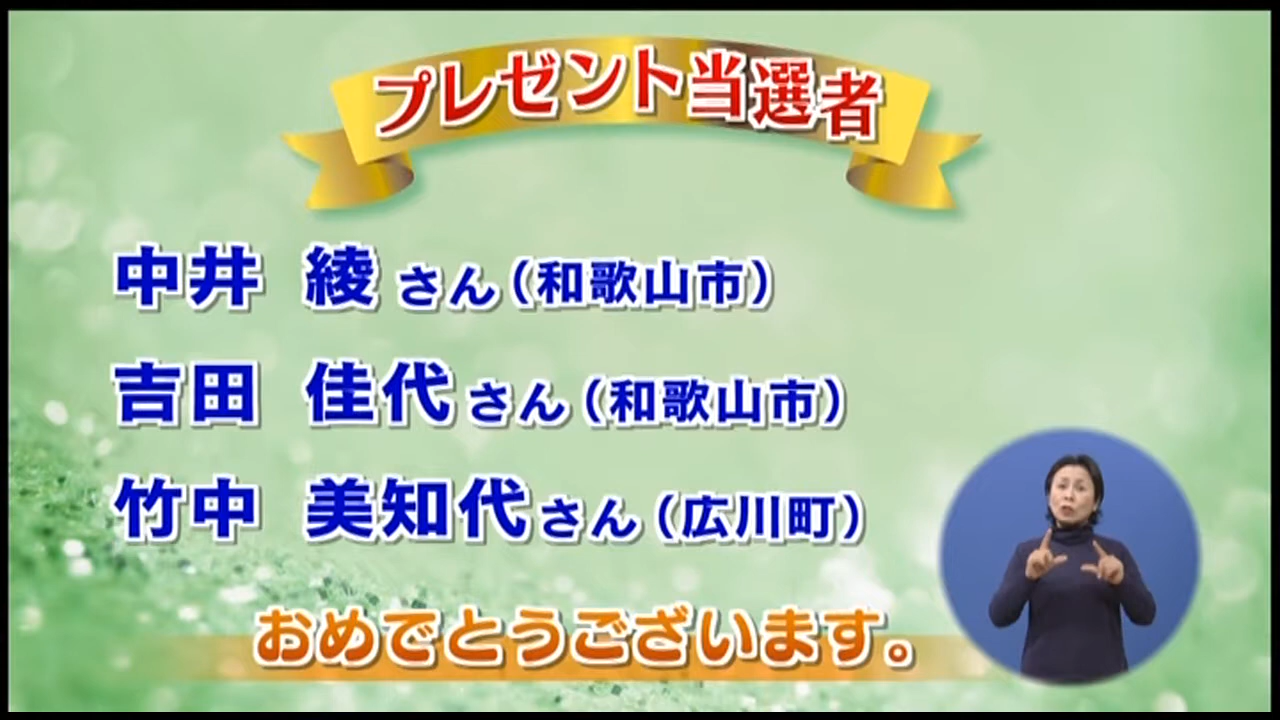 プレゼント当選者
中井 綾さん(和歌山市)
吉田 佳代さん(和歌山市)
竹中 美知代さん(広川町)
おめでとうございます。